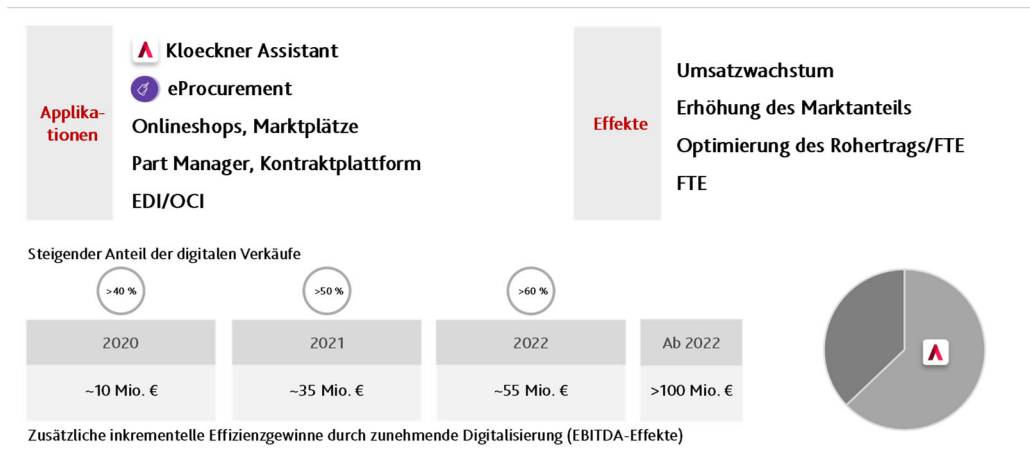 Applika-
tionen
Kloeckner Assistant
eProcurement
Onlineshops, Marktplätze
Part Manager, Kontraktplattform
EDI/OCI
Effekte
Umsatzwachstum
Erhöhung des Marktanteils
Optimierung des Rohertrags/FTE
FTE
Steigender Anteil der digitalen Verkäufe
>40 % >50 % >60 %
2020 2021 2022 Ab 2022
~10 Mio. € ~35 Mio. € ~55 Mio. € >100 Mio. €
Zusätzliche inkrementelle Effizienzgewinne durch zunehmende Digitalisierung (EBITDA-Effekte)